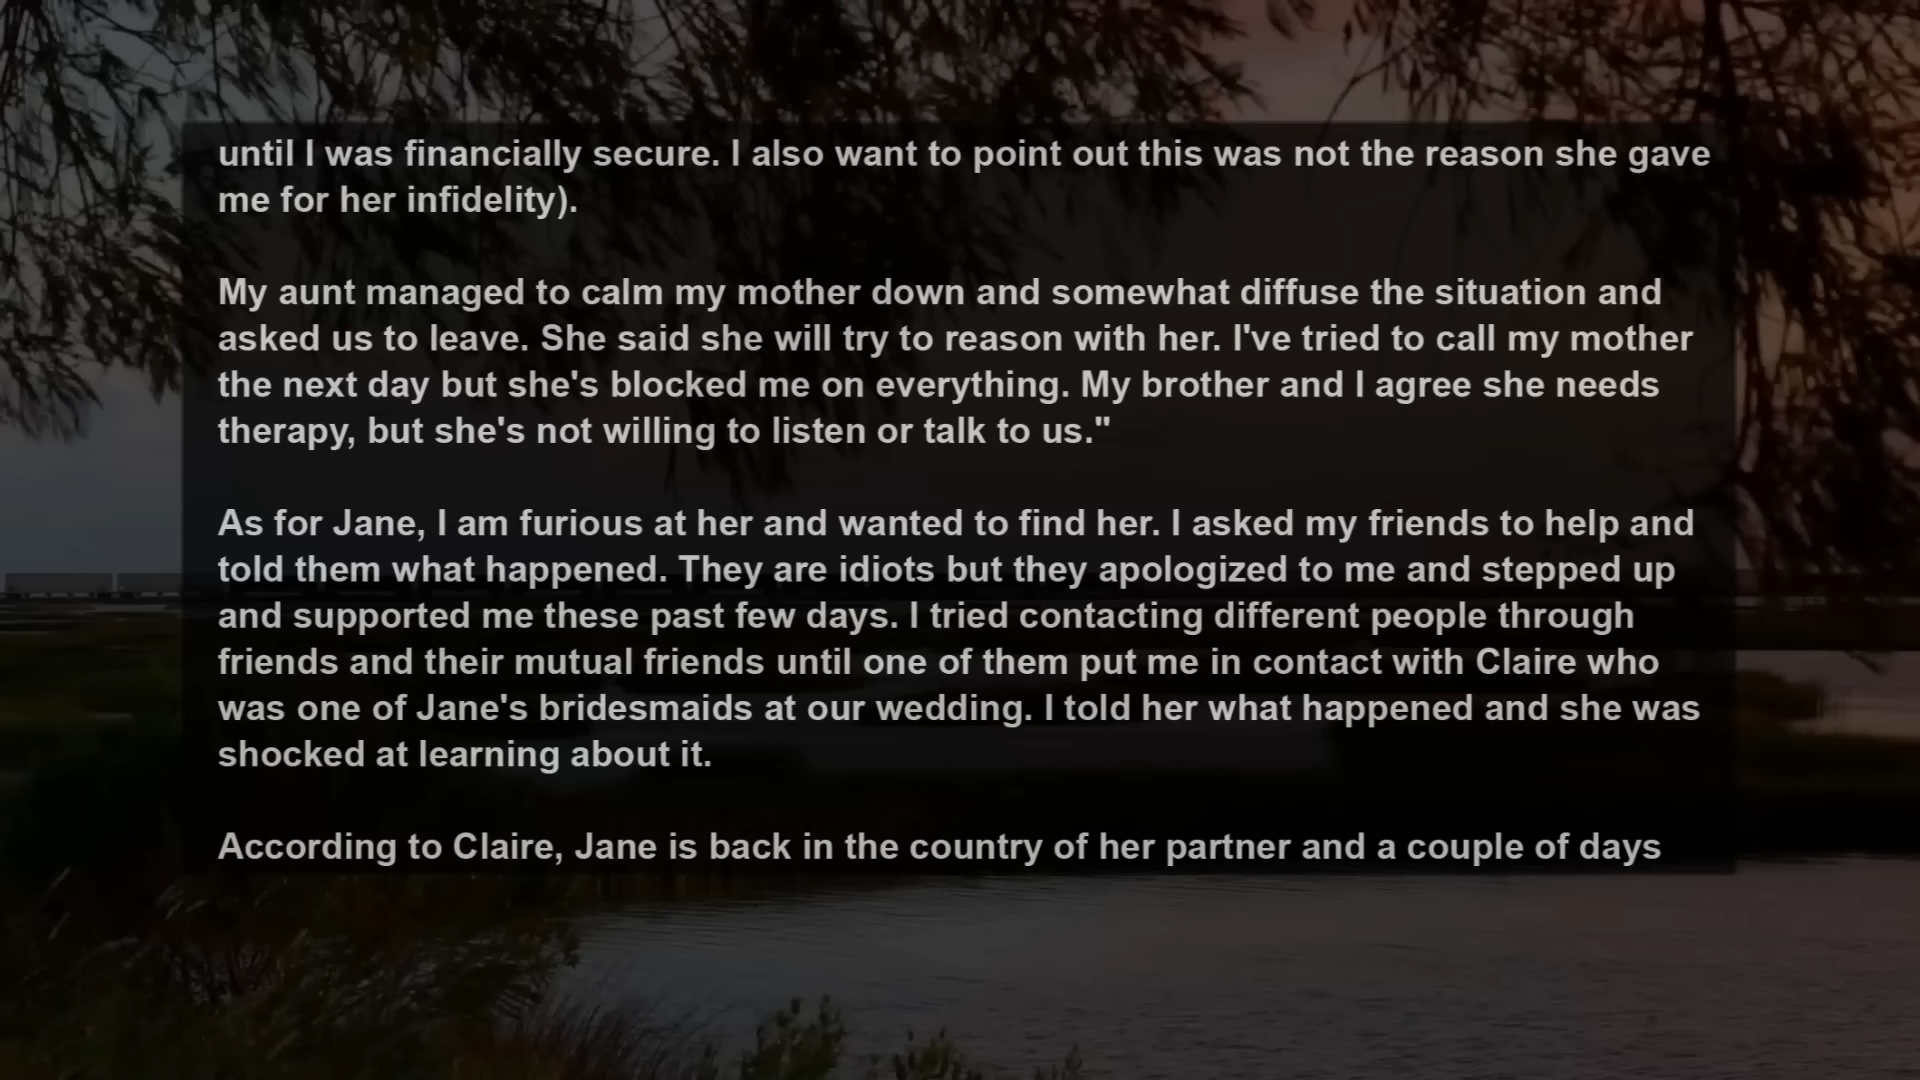 until I was financially secure. I also want to point out this was not the reason she gave
me for her infidelity).
My aunt managed to calm my mother down and somewhat diffuse the situation and
asked us to leave. She said she will try to reason with her. I've tried to call my mother
the next day but she's blocked me on everything. My brother and I agree she needs
therapy, but she's not willing to listen or talk to us."
As for Jane, I am furious at her and wanted to find her. I asked my friends to help and
told them what happened. They are idiots but they apologized to me and stepped up
and supported me these past few days. I tried contacting different people through
friends and their mutual friends until one of them put me in contact with Claire who
was one of Jane's bridesmaids at our wedding. I told her what happened and she was
shocked at learning about it.
According to Claire, Jane is back in the country of her partner and a couple of days